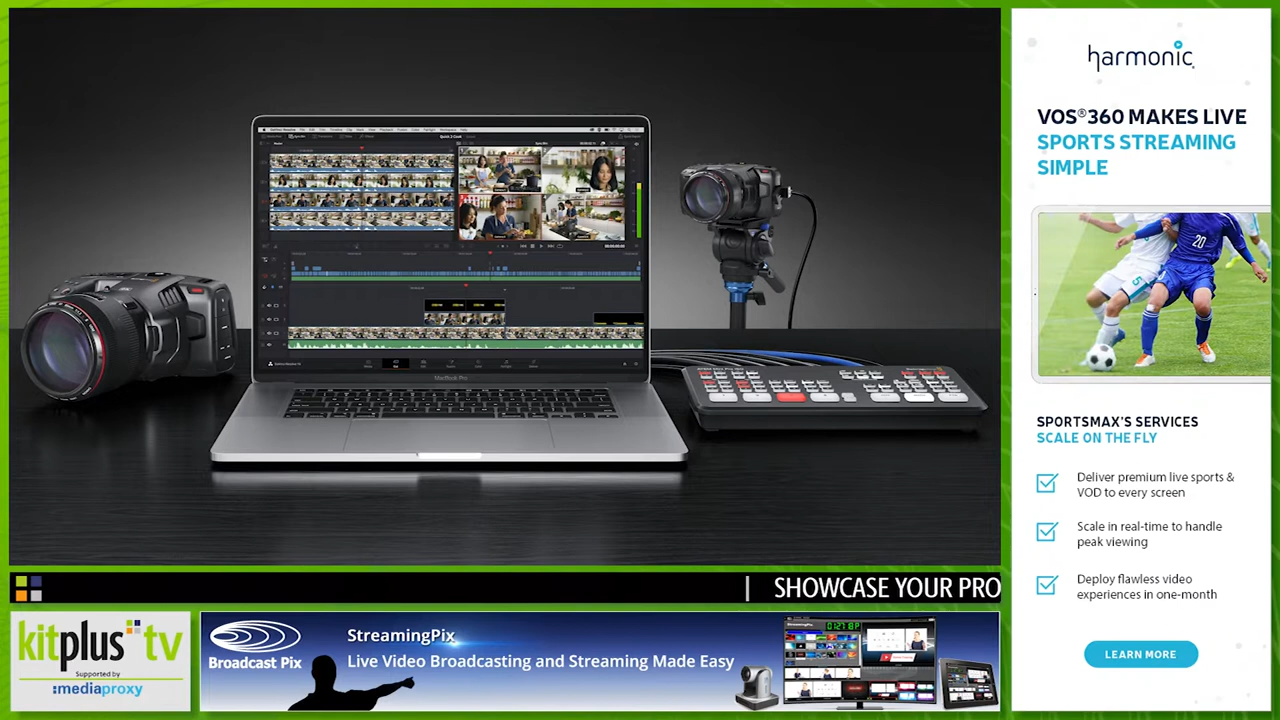 MacBook Pro
SHOWCASE YOUR PRO
kitplus tv
Supported by
:mediaproxy
Broadcast Pix
StreamingPix
Live Video Broadcasting and Streaming Made Easy
StreamingPix
harmonic
VOS®360 MAKES LIVE
SPORTS STREAMING
SIMPLE
20
5
SPORTSMAX'S SERVICES
SCALE ON THE FLY
Deliver premium live sports &
VOD to every screen
Scale in real-time to handle
peak viewing
Deploy flawless video
experiences in one-month
LEARN MORE